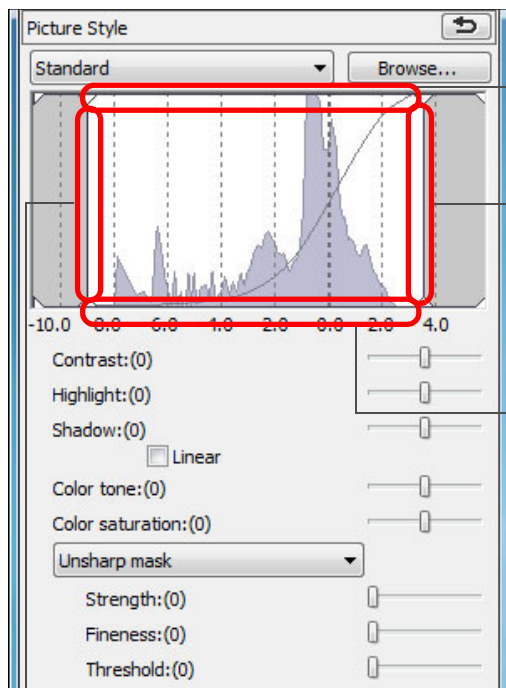 Picture Style
Standard Browse...
-10.0 -8.0 -6.0 -4.0 -2.0 0.0 2.0 4.0
Contrast:(0)
Highlight:(0)
Shadow:(0)
Linear
Color tone:(0)
Color saturation:(0)
Unsharp mask
Strength:(0)
Fineness:(0)
Threshold:(0)